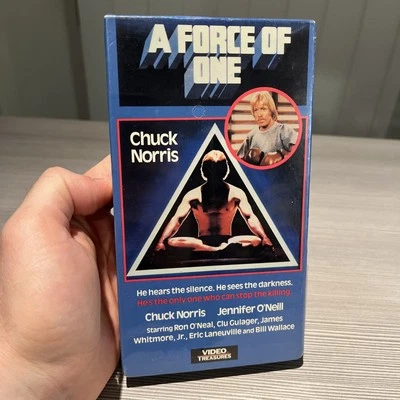 A FORCE OF
ONE
Chuck
Norris
He hears the silence. He sees the darkness.
He's the only one who can stop the killing.
Chuck Norris Jennifer O'Neill
Starring Ron O'Neal, Clu Gulager, James
Whitmore, Jr., Eric Laneuville and Bill Wallace
VIDEO
TREASURES